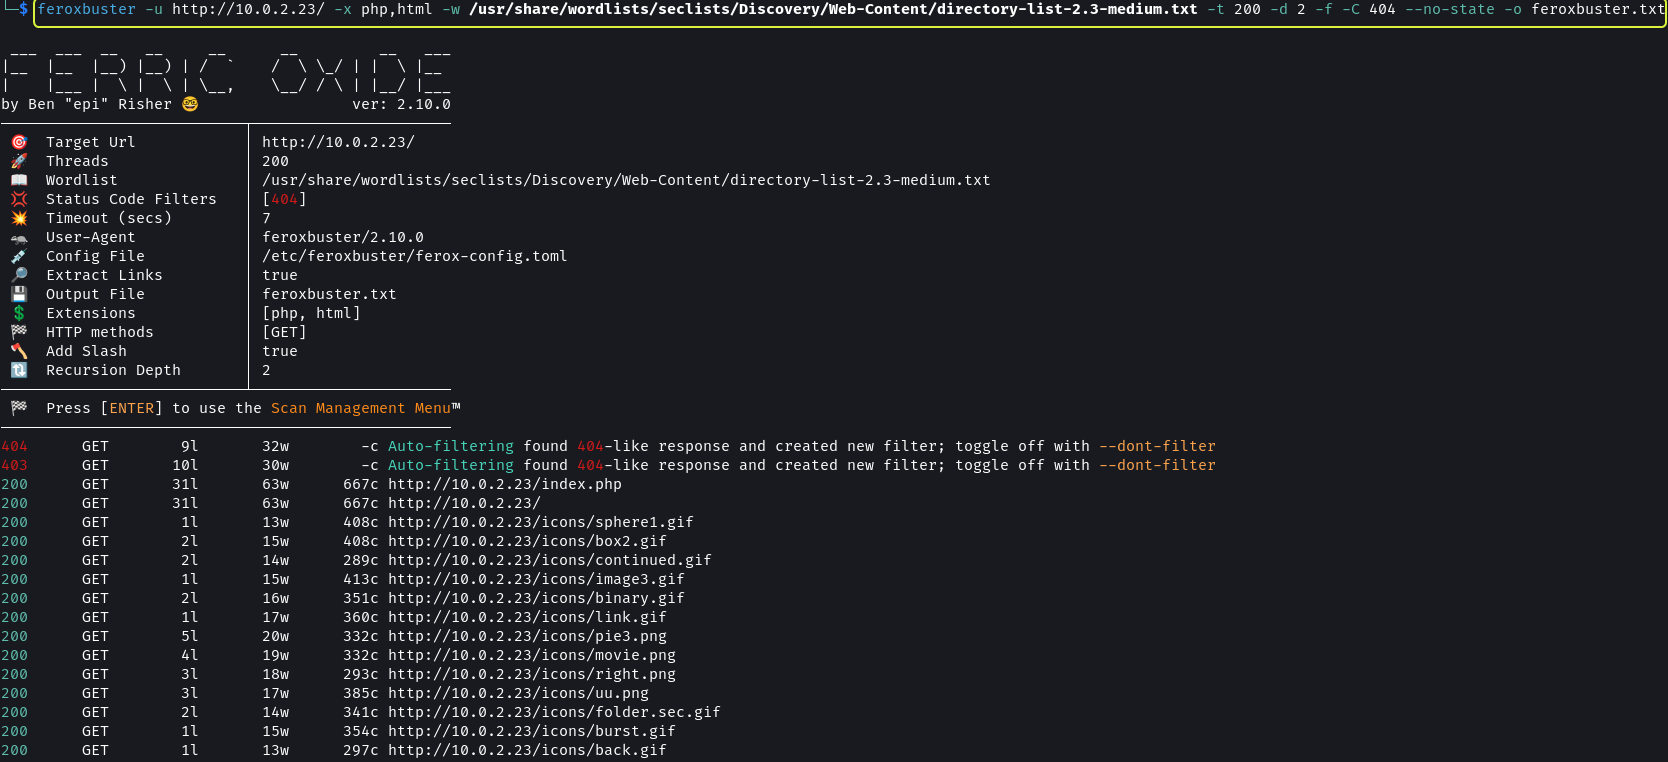 └─$ feroxbuster -u http://10.0.2.23/ -x php,html -w /usr/share/wordlists/seclists/Discovery/Web-Content/directory-list-2.3-medium.txt -t 200 -d 2 -f -C 404 --no-state -o feroxbuster.txt
FERRIC OXIDE
by Ben "epi" Risher 🤓 ver: 2.10.0
🎯 Target Url │ http://10.0.2.23/
🚀 Threads │ 200
📖 Wordlist │ /usr/share/wordlists/seclists/Discovery/Web-Content/directory-list-2.3-medium.txt
💢 Status Code Filters │ [404]
💥 Timeout (secs) │ 7
🦡 User-Agent │ feroxbuster/2.10.0
💉 Config File │ /etc/feroxbuster/ferox-config.toml
🔎 Extract Links │ true
💾 Output File │ feroxbuster.txt
💲 Extensions │ [php, html]
🏁 HTTP methods │ [GET]
🪓 Add Slash │ true
🔃 Recursion Depth │ 2
🏁 Press [ENTER] to use the Scan Management Menu™
404 GET 9l 32w -c Auto-filtering found 404-like response and created new filter; toggle off with --dont-filter
403 GET 10l 30w -c Auto-filtering found 404-like response and created new filter; toggle off with --dont-filter
200 GET 31l 63w 667c http://10.0.2.23/index.php
200 GET 31l 63w 667c http://10.0.2.23/
200 GET 1l 13w 408c http://10.0.2.23/icons/sphere1.gif
200 GET 2l 15w 408c http://10.0.2.23/icons/box2.gif
200 GET 2l 14w 289c http://10.0.2.23/icons/continued.gif
200 GET 1l 15w 413c http://10.0.2.23/icons/image3.gif
200 GET 2l 16w 351c http://10.0.2.23/icons/binary.gif
200 GET 1l 17w 360c http://10.0.2.23/icons/link.gif
200 GET 5l 20w 332c http://10.0.2.23/icons/pie3.png
200 GET 4l 19w 332c http://10.0.2.23/icons/movie.png
200 GET 3l 18w 293c http://10.0.2.23/icons/right.png
200 GET 3l 17w 385c http://10.0.2.23/icons/uu.png
200 GET 2l 14w 341c http://10.0.2.23/icons/folder.sec.gif
200 GET 1l 15w 354c http://10.0.2.23/icons/burst.gif
200 GET 1l 13w 297c http://10.0.2.23/icons/back.gif